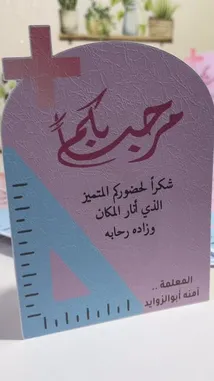 مرحباً بكم
شكراً لحضوركم المتميز
الذي أنار المكان
وزاده رحابه
المعلمة ..
آمنه أبوالزوايد